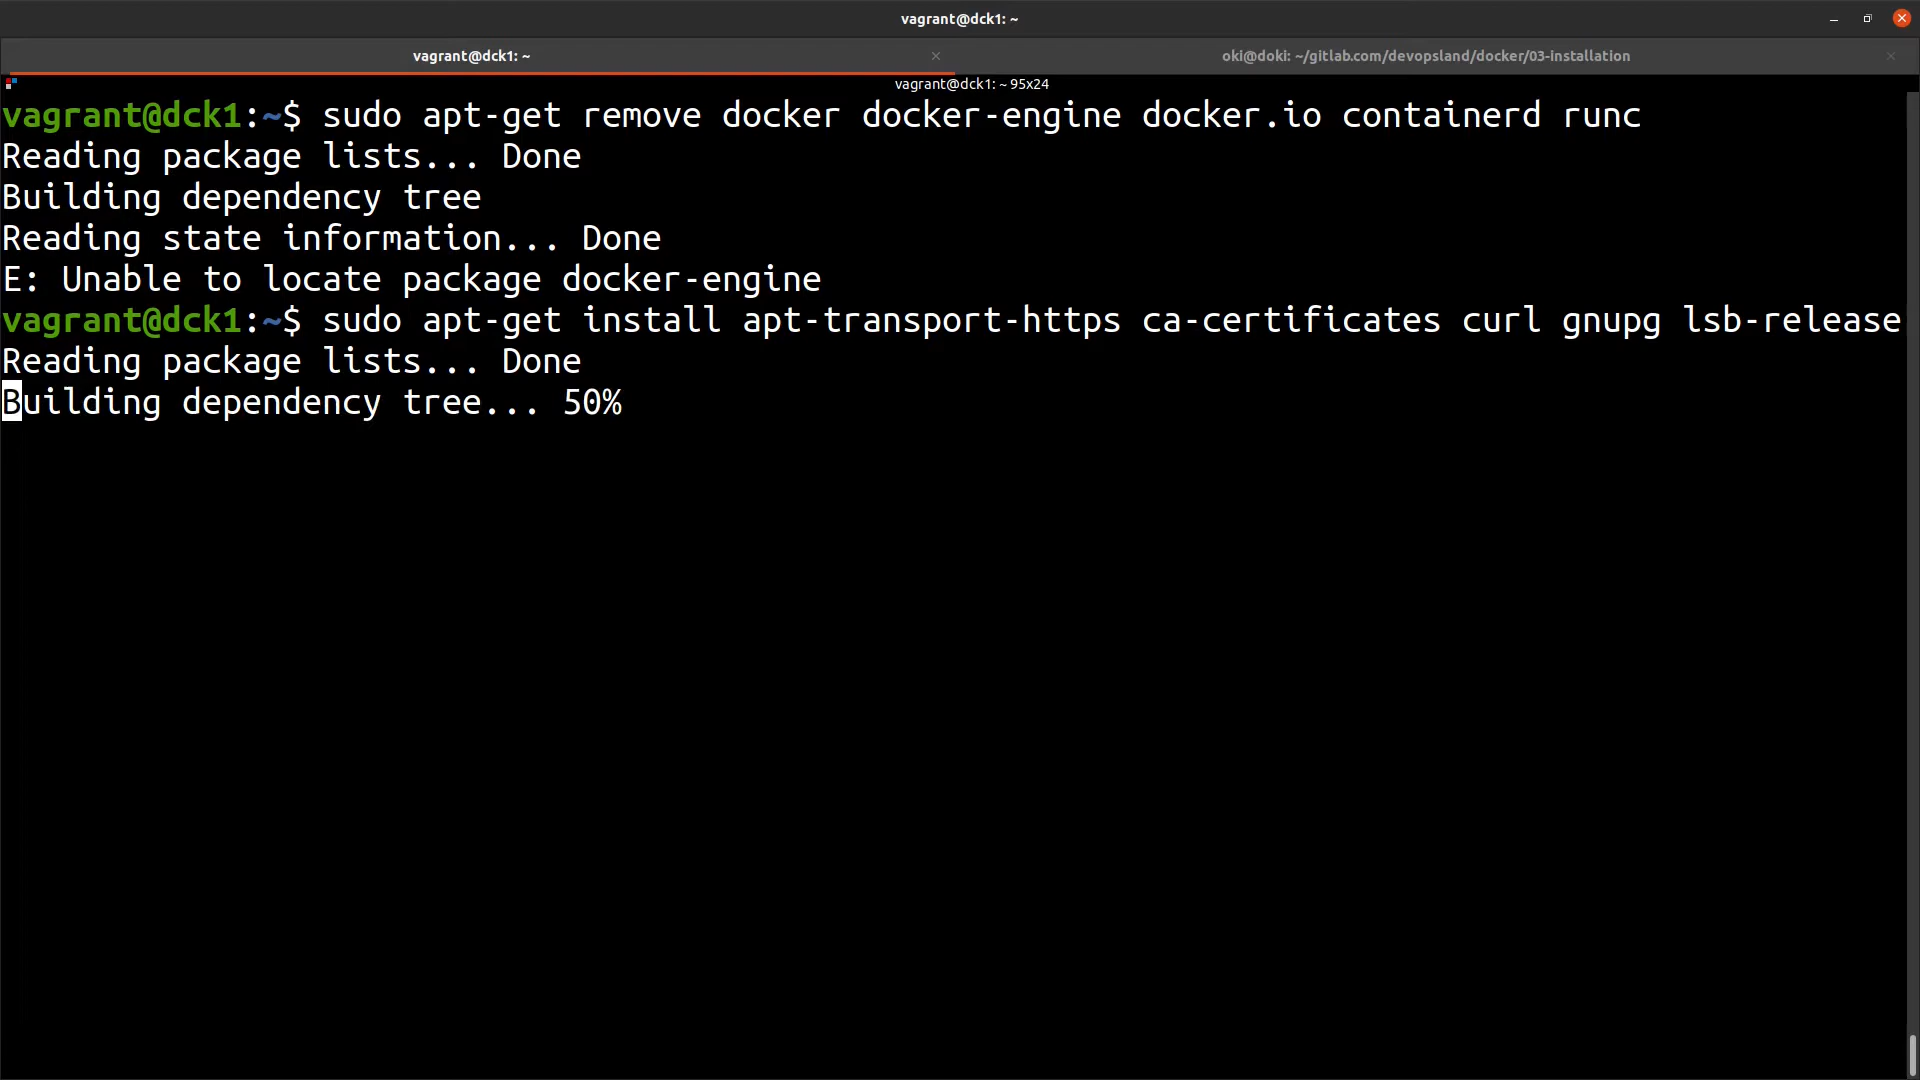 vagrant@dck1: ~
vagrant@dck1: ~
oki@doki: ~/gitlab.com/devopsland/docker/03-installation
vagrant@dck1: ~ 95x24
vagrant@dck1:~$ sudo apt-get remove docker docker-engine docker.io containerd runc
Reading package lists... Done
Building dependency tree
Reading state information... Done
E: Unable to locate package docker-engine
vagrant@dck1:~$ sudo apt-get install apt-transport-https ca-certificates curl gnupg lsb-release
Reading package lists... Done
Building dependency tree... 50%